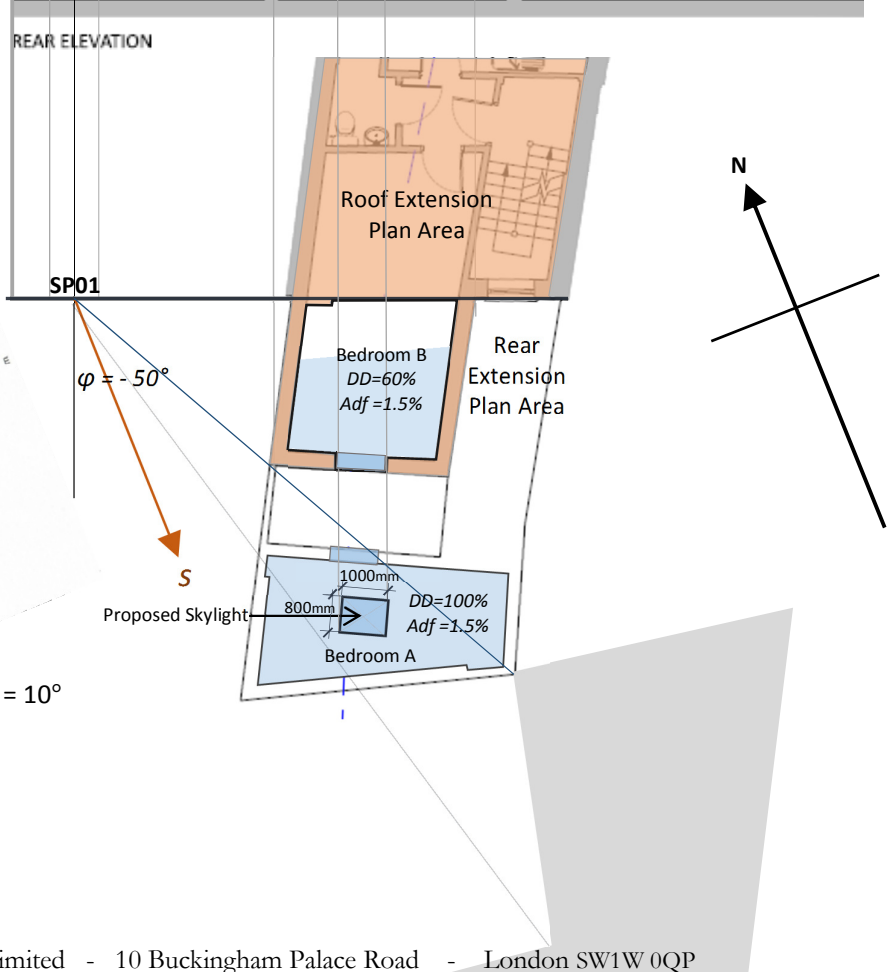 REAR ELEVATION
N
Roof Extension
Plan Area
SP01
φ = - 50°
Bedroom B
DD=60%
Adf =1.5%
Rear
Extension
Plan Area
S
1000mm
800mm
DD=100%
Adf =1.5%
Proposed Skylight
Bedroom A
= 10°
imited - 10 Buckingham Palace Road - London SW1W 0QP